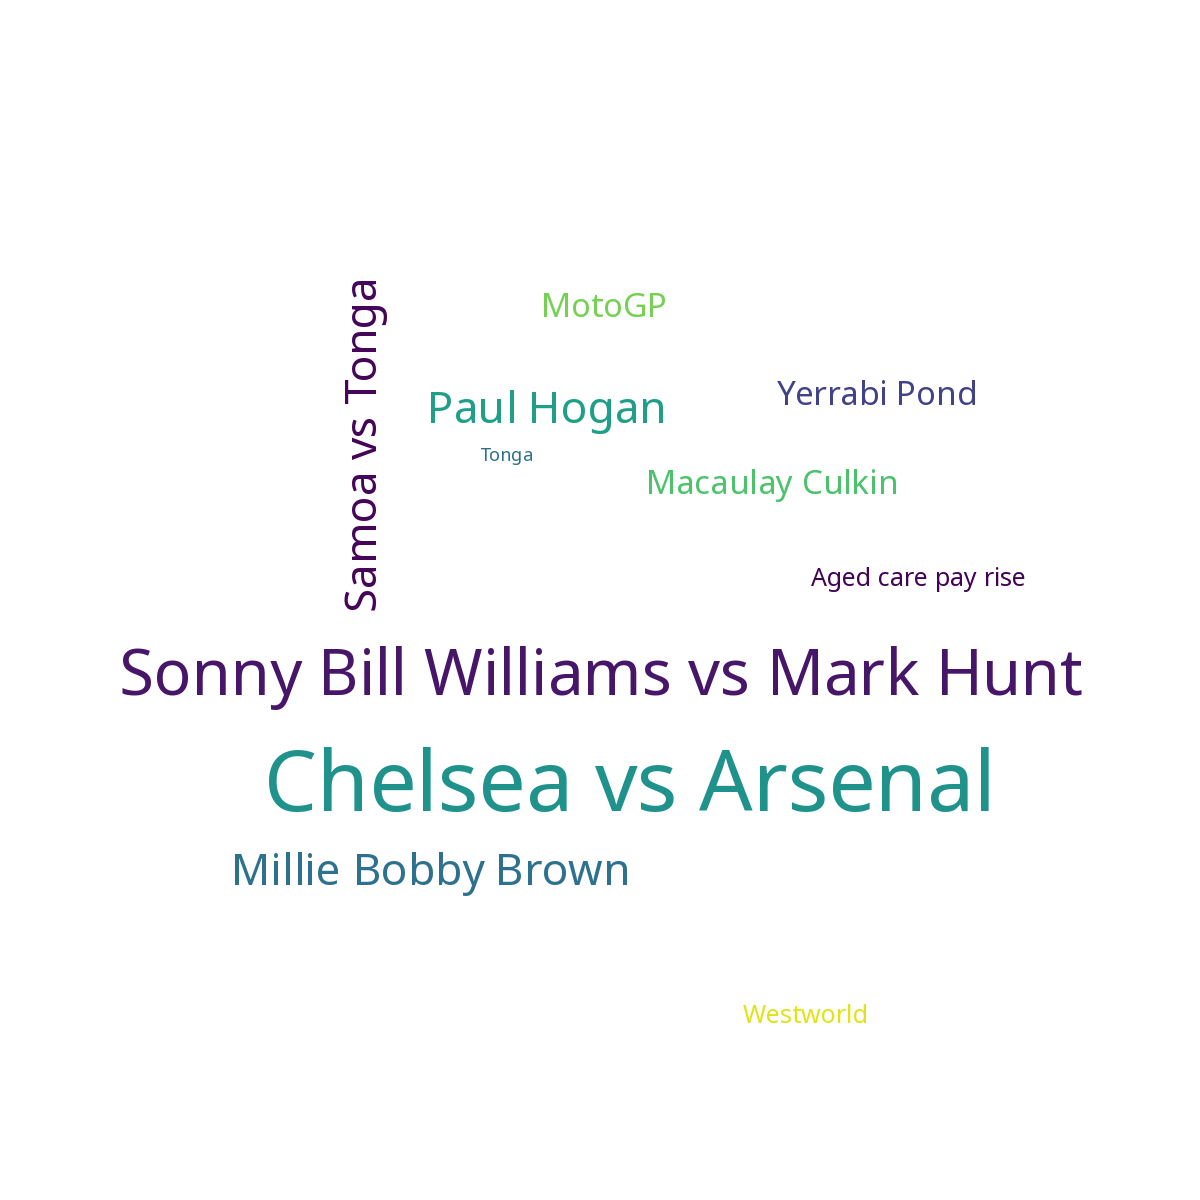 Samoa vs Tonga
MotoGP
Paul Hogan
Yerrabi Pond
Tonga
Macaulay Culkin
Aged care pay rise
Sonny Bill Williams vs Mark Hunt
Chelsea vs Arsenal
Millie Bobby Brown
Westworld